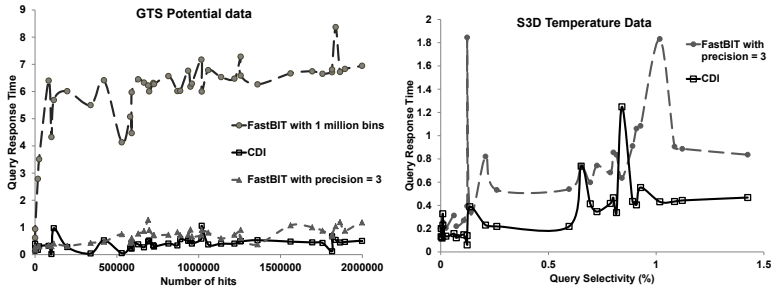 GTS Potential data
9
8
7
6
5
4
3
2
1
0
Query Response Time
FastBIT with 1 million bins
CDI
FastBIT with precision = 3
0 500000 1000000 1500000 2000000
Number of hits
S3D Temperature Data
2
1.8
1.6
1.4
1.2
1
0.8
0.6
0.4
0.2
0
Query Response Time
FastBIT with
precision = 3
CDI
0 0.5 1 1.5
Query Selectivity (%)